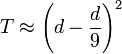 T ≈ (d − d/9)²